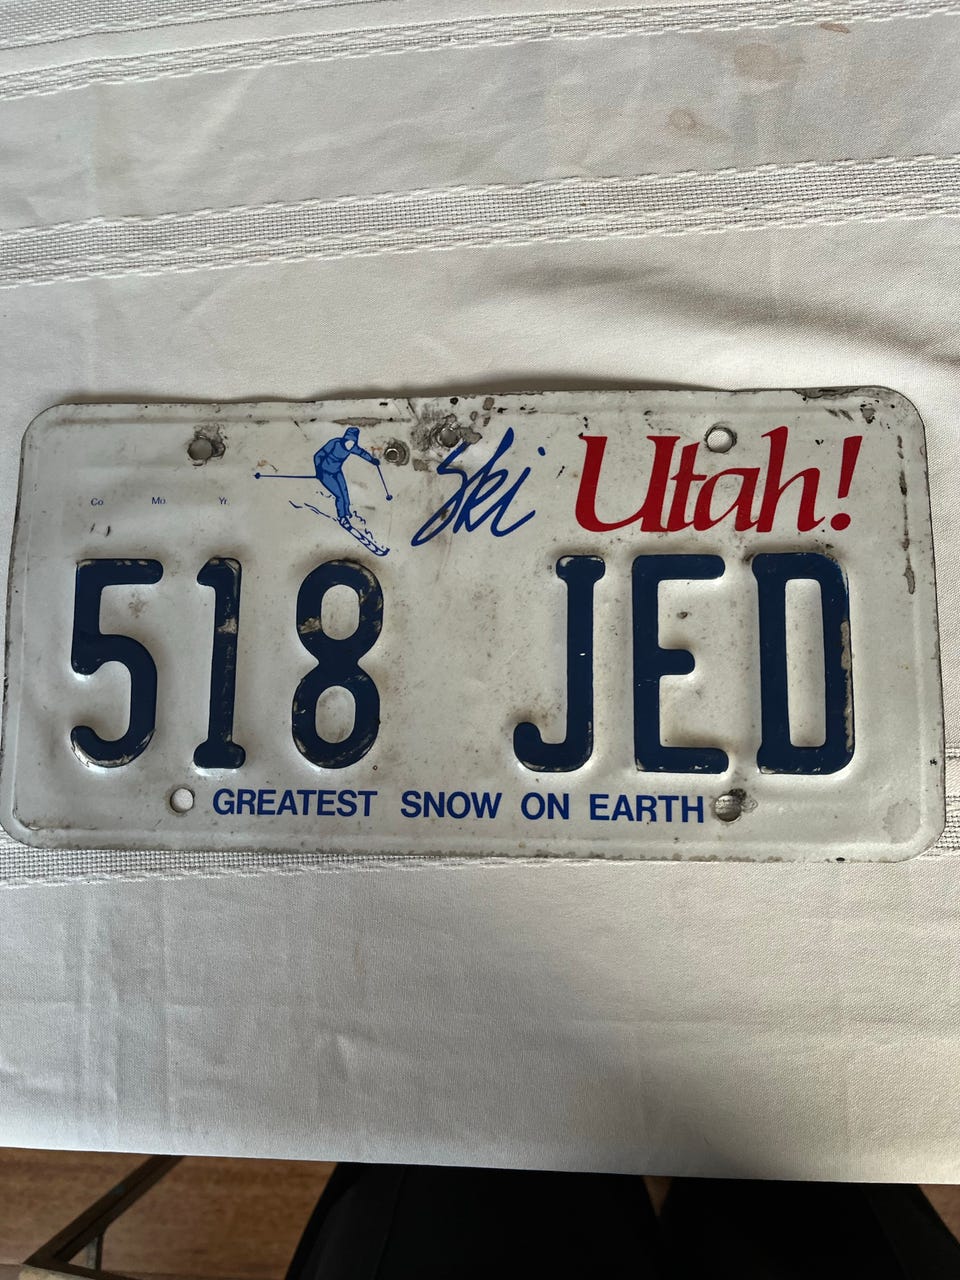 Ski Utah!
Co. Mo. Yr.
518 JED
GREATEST SNOW ON EARTH